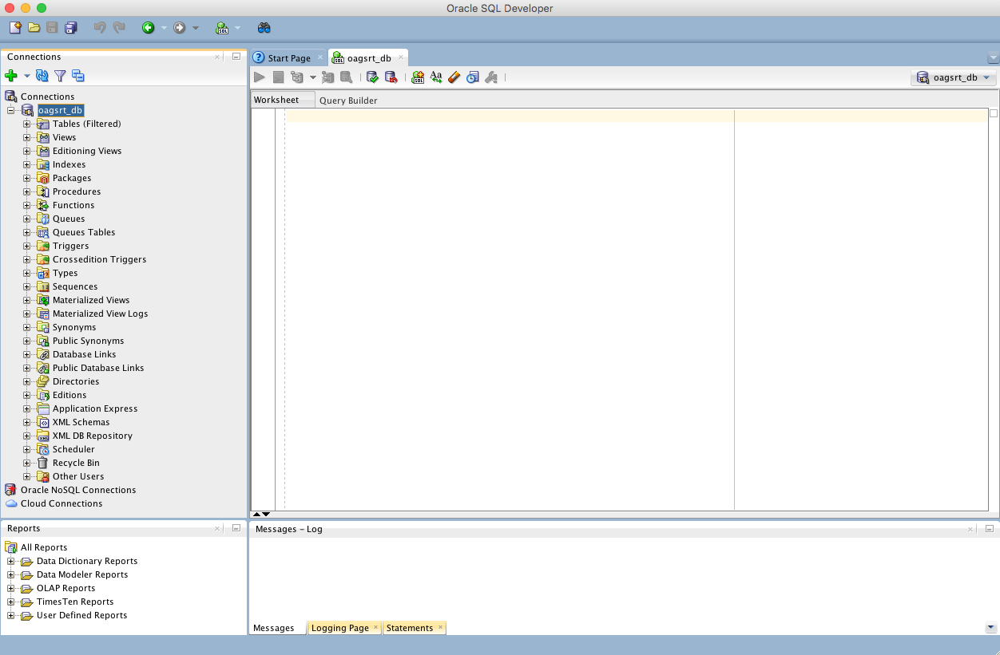 Oracle SQL Developer
Connections
Start Page
oagsrt_db
oagsrt_db
Worksheet
Query Builder
Connections
oagsrt_db
Tables (Filtered)
Views
Editioning Views
Indexes
Packages
Procedures
Functions
Queues
Queues Tables
Triggers
Crossedition Triggers
Types
Sequences
Materialized Views
Materialized View Logs
Synonyms
Public Synonyms
Database Links
Public Database Links
Directories
Editions
Application Express
XML Schemas
XML DB Repository
Scheduler
Recycle Bin
Other Users
Oracle NoSQL Connections
Cloud Connections
Reports
All Reports
Data Dictionary Reports
Data Modeler Reports
OLAP Reports
TimesTen Reports
User Defined Reports
Messages - Log
Messages
Logging Page
Statements